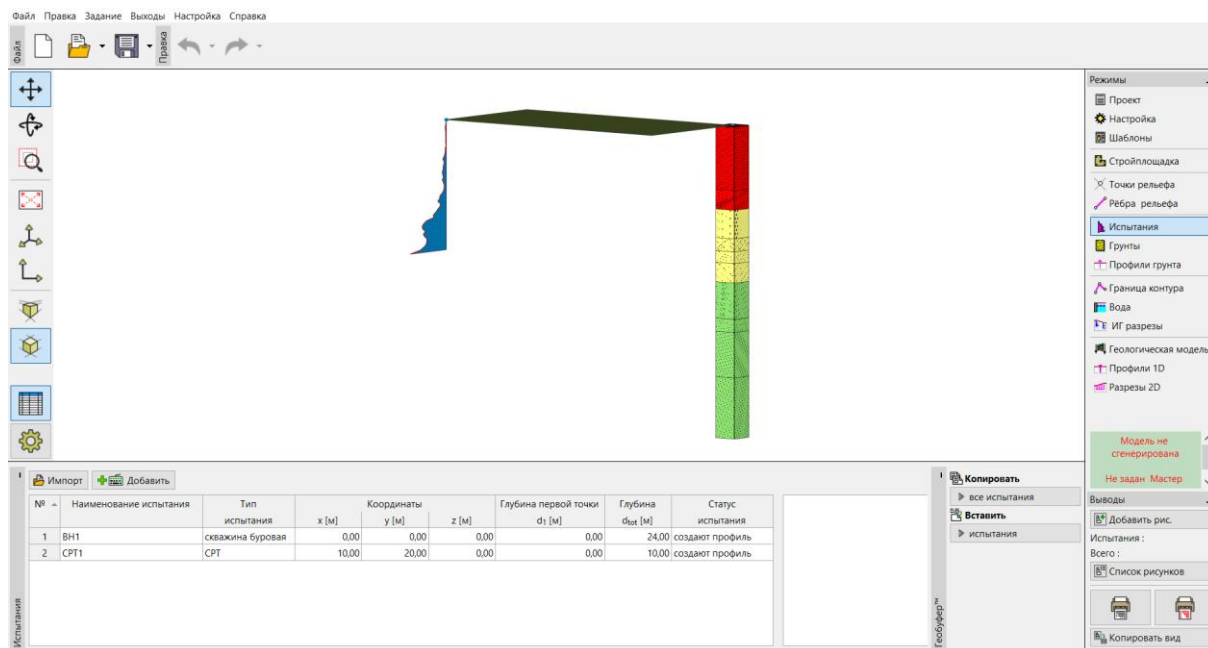 Файл Правка Задание Выходы Настройка Справка
Файл
Правка
Режимы
Проект
Настройка
Шаблоны
Стройплощадка
Точки рельефа
Рёбра рельефа
Испытания
Грунты
Профили грунта
Граница контура
Вода
ИГ разрезы
Геологическая модель
Профили 1D
Разрезы 2D
Модель не
сгенерирована
Не задан Мастер
Импорт Добавить
№ Наименование испытания Тип Координаты Глубина первой точки Глубина Статус
испытания x [м] y [м] z [м] d1 [м] dtot [м] испытания
1 BH1 скважина буровая 0,00 0,00 0,00 0,00 24,00 создают профиль
2 CPT1 CPT 10,00 20,00 0,00 0,00 10,00 создают профиль
Испытания
Копировать
все испытания
Вставить
испытания
Геобуфер™
Выводы
Добавить рис.
Испытания :
Всего :
Список рисунков
Копировать вид